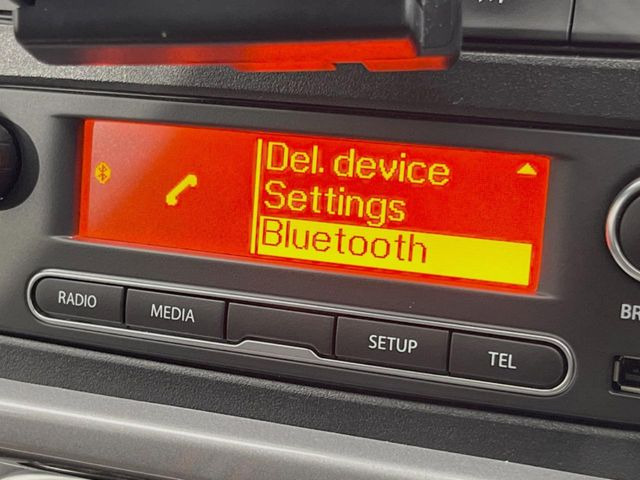 Del. device
Settings
Bluetooth
RADIO
MEDIA
SETUP
TEL